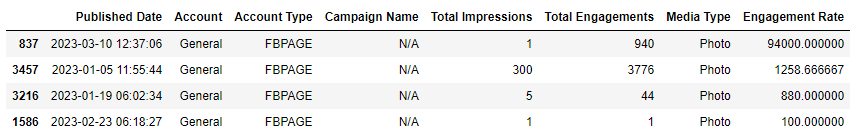 Published Date Account Account Type Campaign Name Total Impressions Total Engagements Media Type Engagement Rate
837 2023-03-10 12:37:06 General FBPAGE N/A 1 940 Photo 94000.000000
3457 2023-01-05 11:55:44 General FBPAGE N/A 300 3776 Photo 1258.666667
3216 2023-01-19 06:02:34 General FBPAGE N/A 5 44 Photo 880.000000
1586 2023-02-23 06:18:27 General FBPAGE N/A 1 1 Photo 100.000000